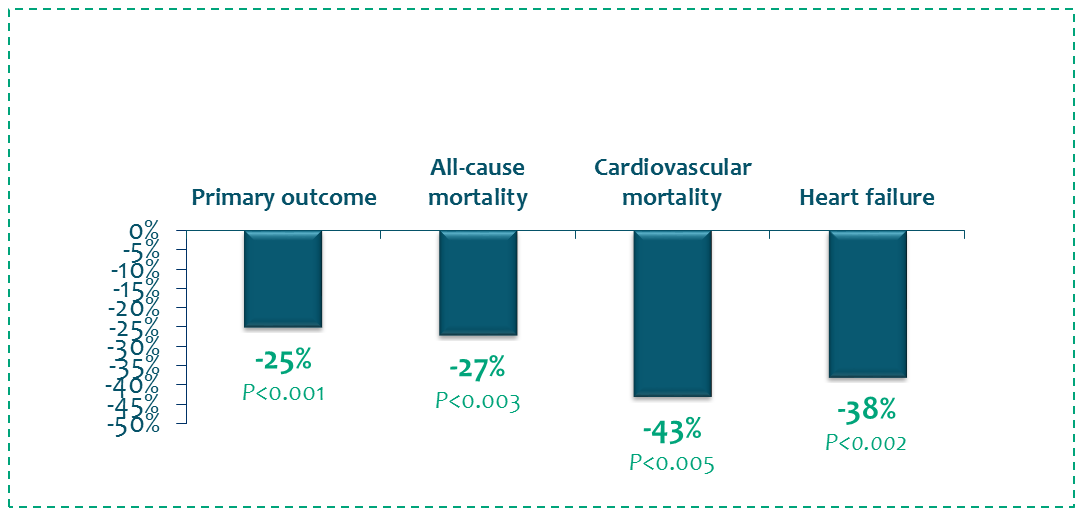 All-cause
mortality
Cardiovascular
mortality
Primary outcome
Heart failure
0%
-5%
-10%
-15%
-20%
-25%
-30%
-35%
-40%
-45%
-50%
-25%
P<0.001
-27%
P<0.003
-43%
P<0.005
-38%
P<0.002